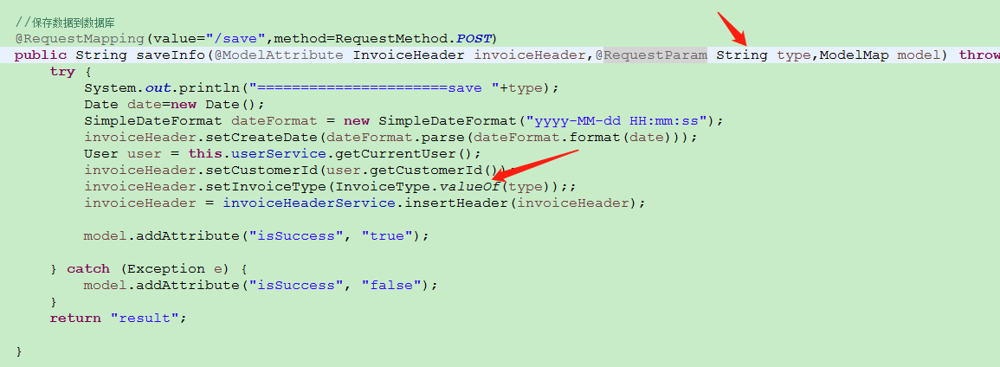 //保存数据到数据库
@RequestMapping(value="/save",method=RequestMethod.POST)
public String saveInfo(@ModelAttribute InvoiceHeader invoiceHeader,@RequestParam String type,ModelMap model) throw
try {
System.out.println("======================save "+type);
Date date=new Date();
SimpleDateFormat dateFormat = new SimpleDateFormat("yyyy-MM-dd HH:mm:ss");
invoiceHeader.setCreateDate(dateFormat.parse(dateFormat.format(date)));
User user = this.userService.getCurrentUser();
invoiceHeader.setCustomerId(user.getCustomerId());
invoiceHeader.setInvoiceType(InvoiceType.valueOf(type));;
invoiceHeader = invoiceHeaderService.insertHeader(invoiceHeader);
model.addAttribute("isSuccess", "true");
} catch (Exception e) {
model.addAttribute("isSuccess", "false");
}
return "result";
}